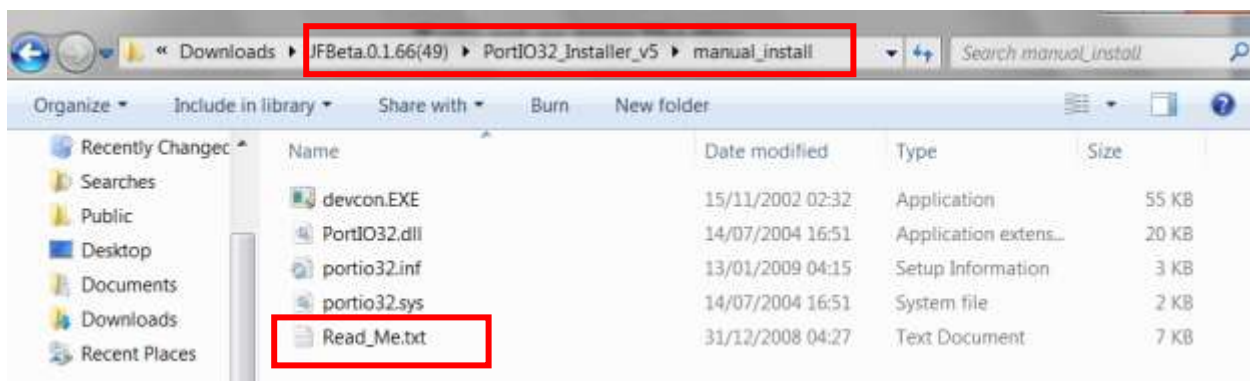 « Downloads JFBeta.0.1.66(49) PortIO32_Installer_v5 manual_install Search manual_install
Organize Include in library Share with Burn New folder
Recently Changed Name Date modified Type Size
Searches devcon.EXE 15/11/2002 02:32 Application 55 KB
Public PortIO32.dll 14/07/2004 16:51 Application extens... 20 KB
Desktop portio32.inf 13/01/2009 04:15 Setup Information 3 KB
Documents portio32.sys 14/07/2004 16:51 System file 2 KB
Downloads Read_Me.txt 31/12/2008 04:27 Text Document 7 KB
Recent Places